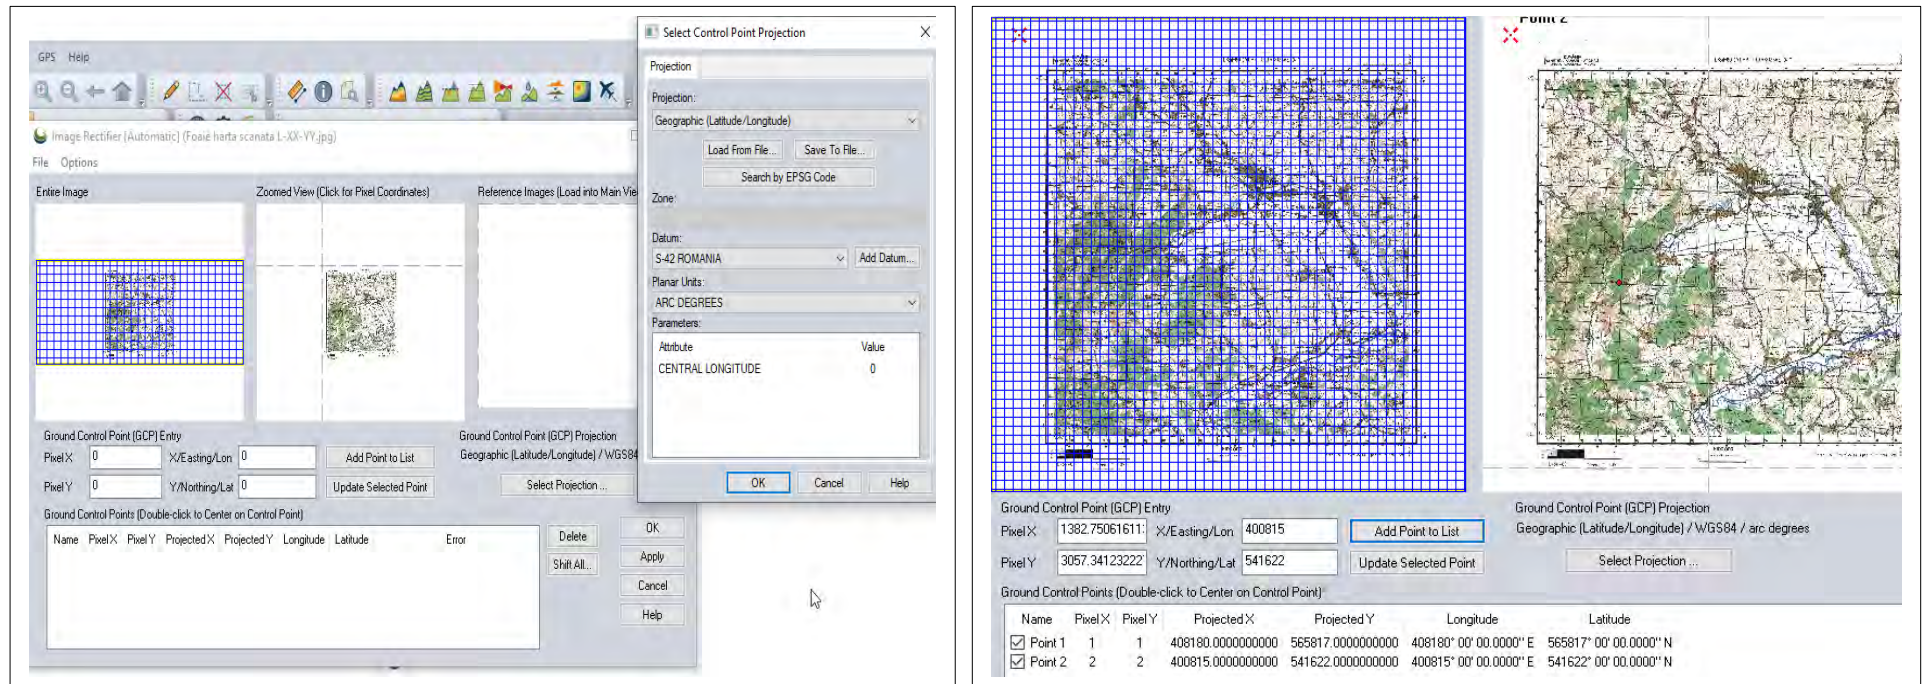 GPS Help
Image Rectifier (Automatic) (Foaie harta scanata L-XX-YY.jpg)
File Options
Entire Image
Zoomed View (Click for Pixel Coordinates)
Reference Images (Load into Main Vie
Ground Control Point (GCP) Entry
Pixel X 0 X/Easting/Lon 0 Add Point to List
Pixel Y 0 Y/Northing/Lat 0 Update Selected Point
Ground Control Point (GCP) Projection
Geographic (Latitude/Longitude) / WGS84
Select Projection ...
Ground Control Points (Double-click to Center on Control Point)
Name Pixel X Pixel Y Projected X Projected Y Longitude Latitude Error
Delete
Shift All...
OK
Apply
Cancel
Help
Select Control Point Projection
Projection
Projection:
Geographic (Latitude/Longitude)
Load From File... Save To File...
Search by EPSG Code
Zone:
Datum:
S-42 ROMANIA Add Datum...
Planar Units:
ARC DEGREES
Parameters:
Attribute Value
CENTRAL LONGITUDE 0
OK Cancel Help
Point 2
Ground Control Point (GCP) Entry
Pixel X 1382.750616113 X/Easting/Lon 400815 Add Point to List
Pixel Y 3057.34123222 Y/Northing/Lat 541622 Update Selected Point
Ground Control Point (GCP) Projection
Geographic (Latitude/Longitude) / WGS84 / arc degrees
Select Projection ...
Ground Control Points (Double-click to Center on Control Point)
Name Pixel X Pixel Y Projected X Projected Y Longitude Latitude
Point 1 1 1 408180.0000000000 565817.0000000000 408180° 00' 00.0000" E 565817° 00' 00.0000" N
Point 2 2 2 400815.0000000000 541622.0000000000 400815° 00' 00.0000" E 541622° 00' 00.0000" N